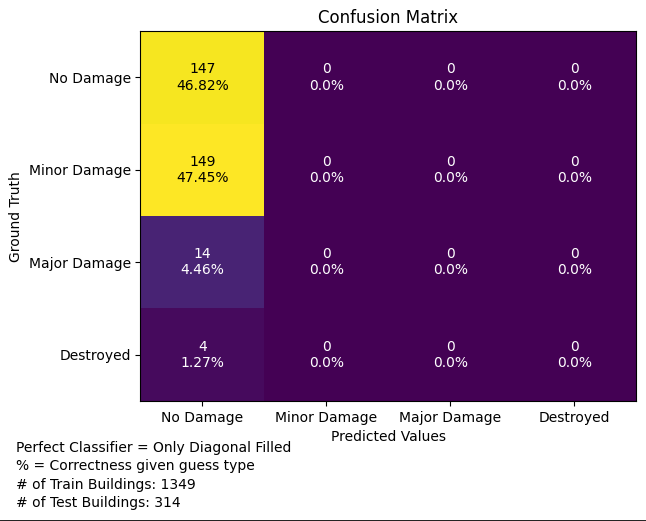 Confusion Matrix
No Damage
147
46.82%
0
0.0%
0
0.0%
0
0.0%
Minor Damage
149
47.45%
0
0.0%
0
0.0%
0
0.0%
Major Damage
14
4.46%
0
0.0%
0
0.0%
0
0.0%
Destroyed
4
1.27%
0
0.0%
0
0.0%
0
0.0%
Ground Truth
No Damage
Minor Damage
Major Damage
Destroyed
Predicted Values
Perfect Classifier = Only Diagonal Filled
% = Correctness given guess type
# of Train Buildings: 1349
# of Test Buildings: 314